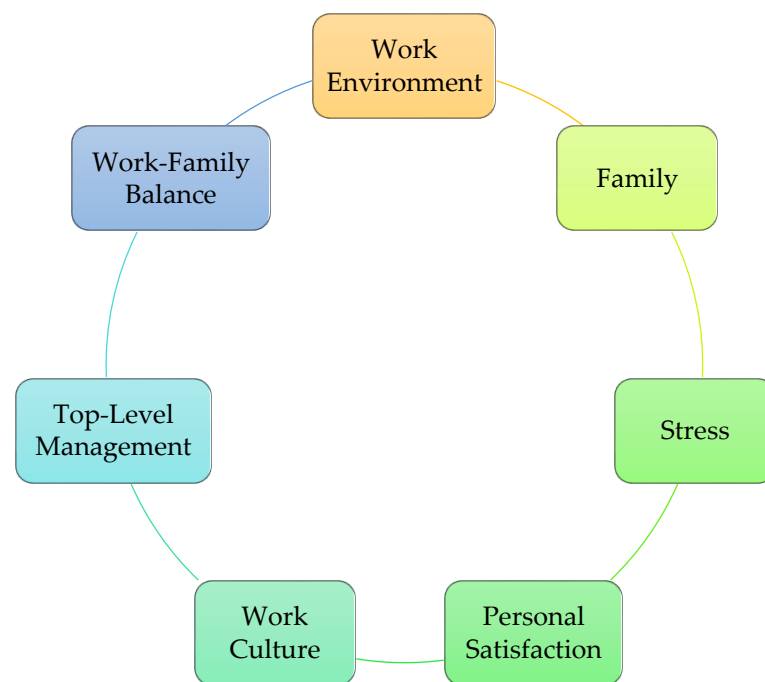 Work
Environment
Family
Stress
Personal
Satisfaction
Work
Culture
Top-Level
Management
Work-Family
Balance